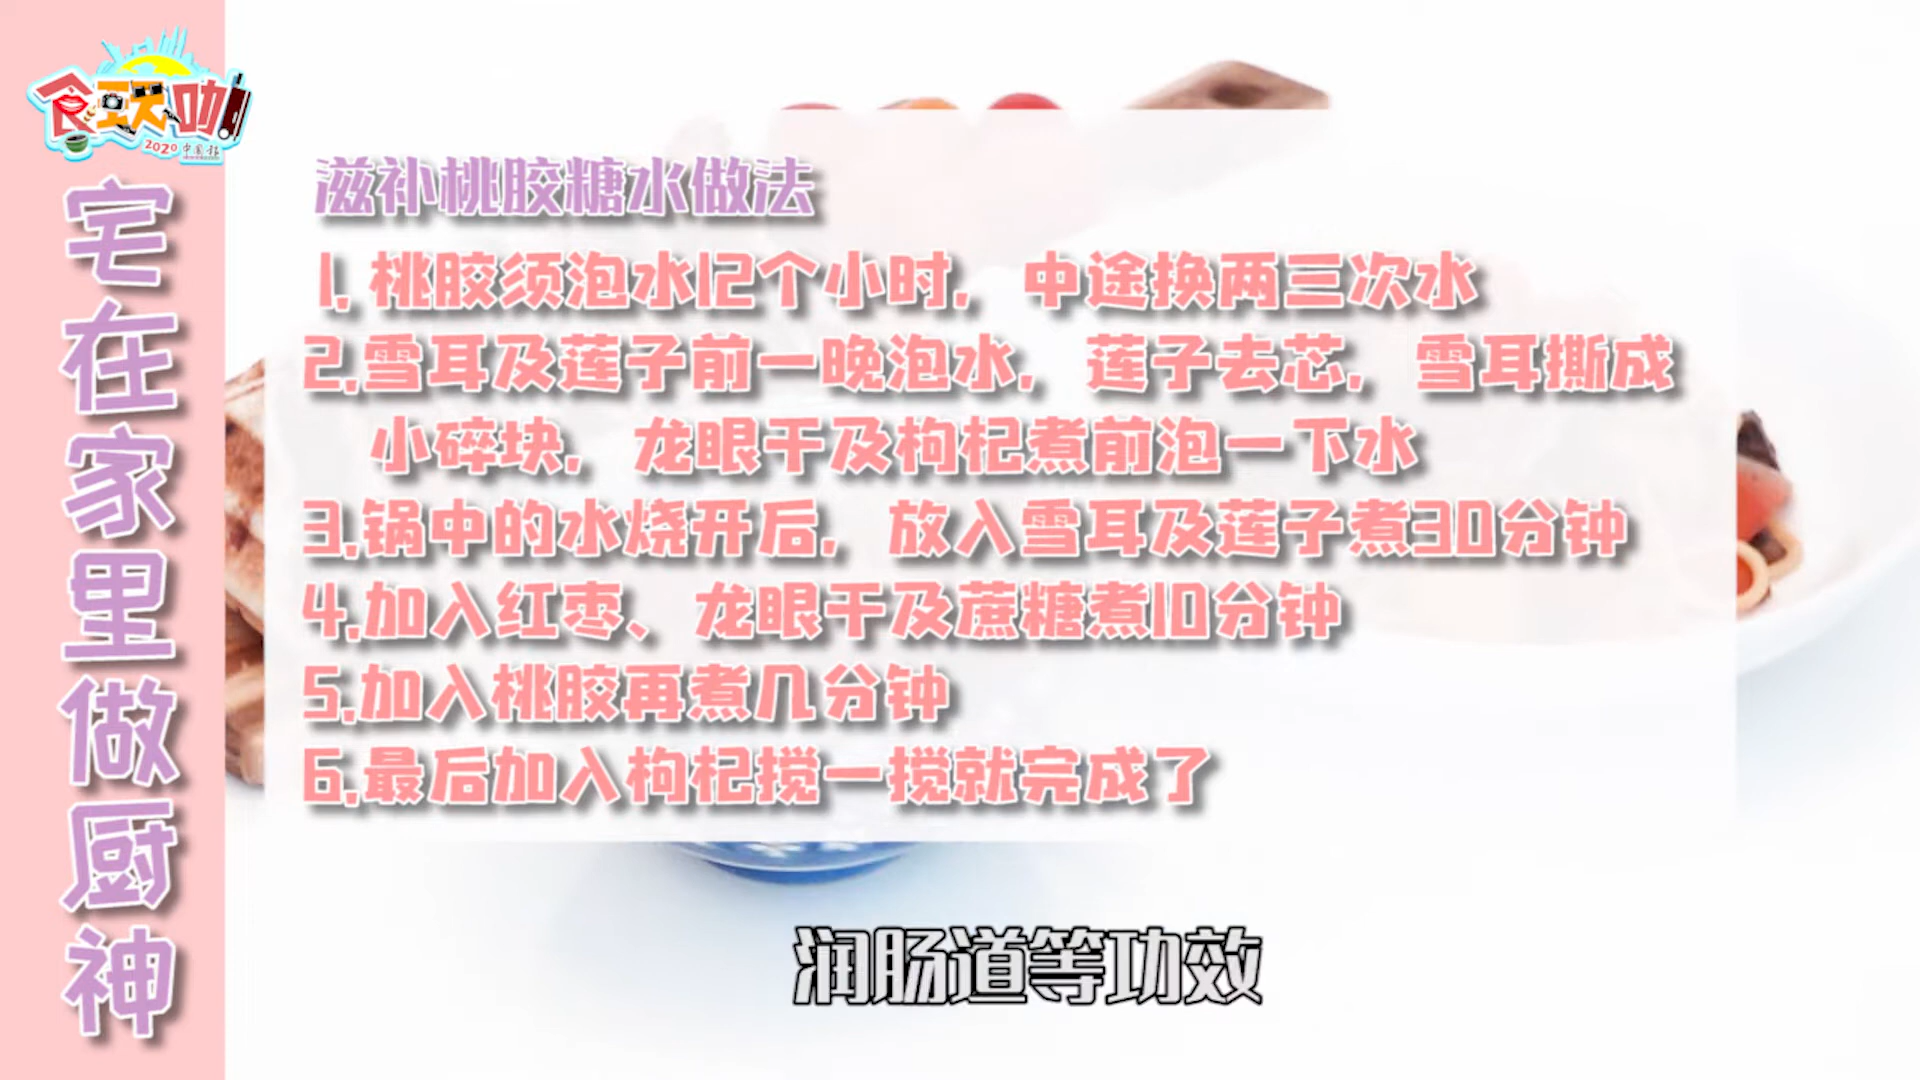 食豆天咖
2020 中国报
宅在家里做厨神
滋补桃胶糖水做法
1.桃胶须泡水12个小时，中途换两三次水
2.雪耳及莲子前一晚泡水，莲子去芯，雪耳撕成
小碎块，龙眼干及枸杞煮前泡一下水
3.锅中的水烧开后，放入雪耳及莲子煮30分钟
4.加入红枣、龙眼干及蔗糖煮10分钟
5.加入桃胶再煮几分钟
6.最后加入枸杞搅一搅就完成了
润肠道等功效